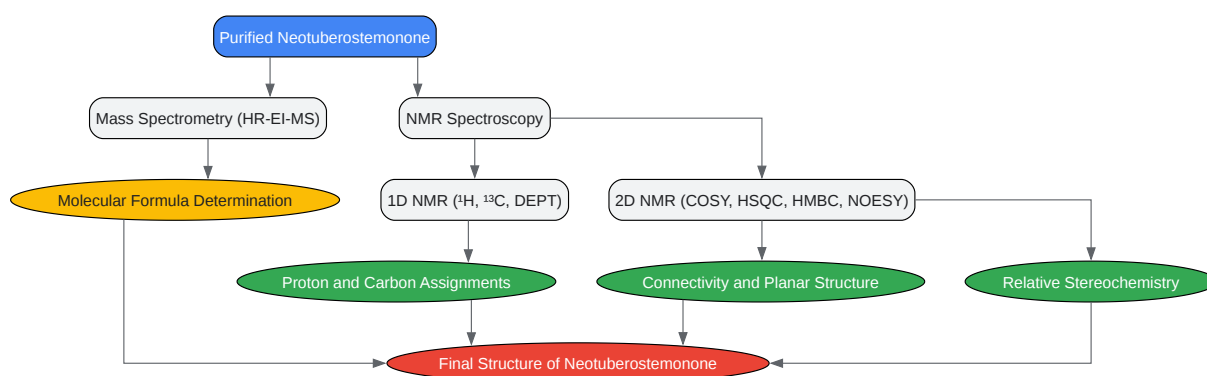 Purified Neotuberostemonone
Mass Spectrometry (HR-EI-MS)
NMR Spectroscopy
Molecular Formula Determination
1D NMR (¹H, ¹³C, DEPT)
2D NMR (COSY, HSQC, HMBC, NOESY)
Proton and Carbon Assignments
Connectivity and Planar Structure
Relative Stereochemistry
Final Structure of Neotuberostemonone